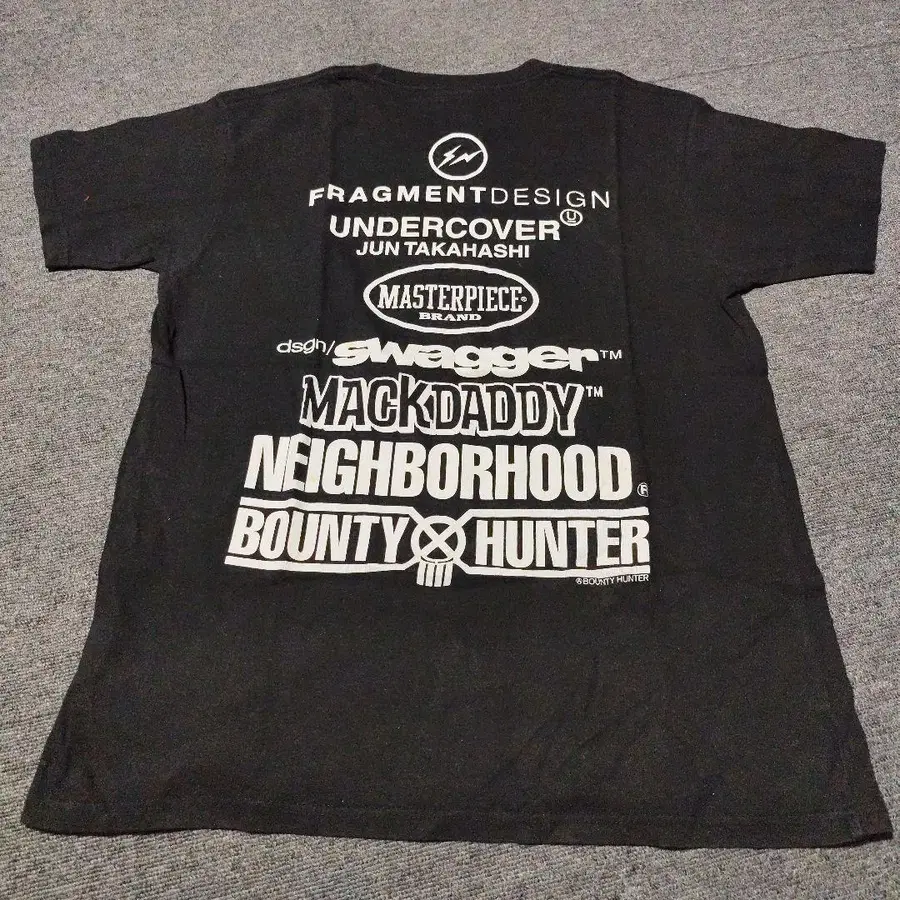 FRAGMENTDESIGN
UNDERCOVER U
JUN TAKAHASHI
MASTERPIECE®
BRAND
dsgn/swagger™
MACKDADDY™
NEIGHBORHOOD®
BOUNTY HUNTER
®BOUNTY HUNTER